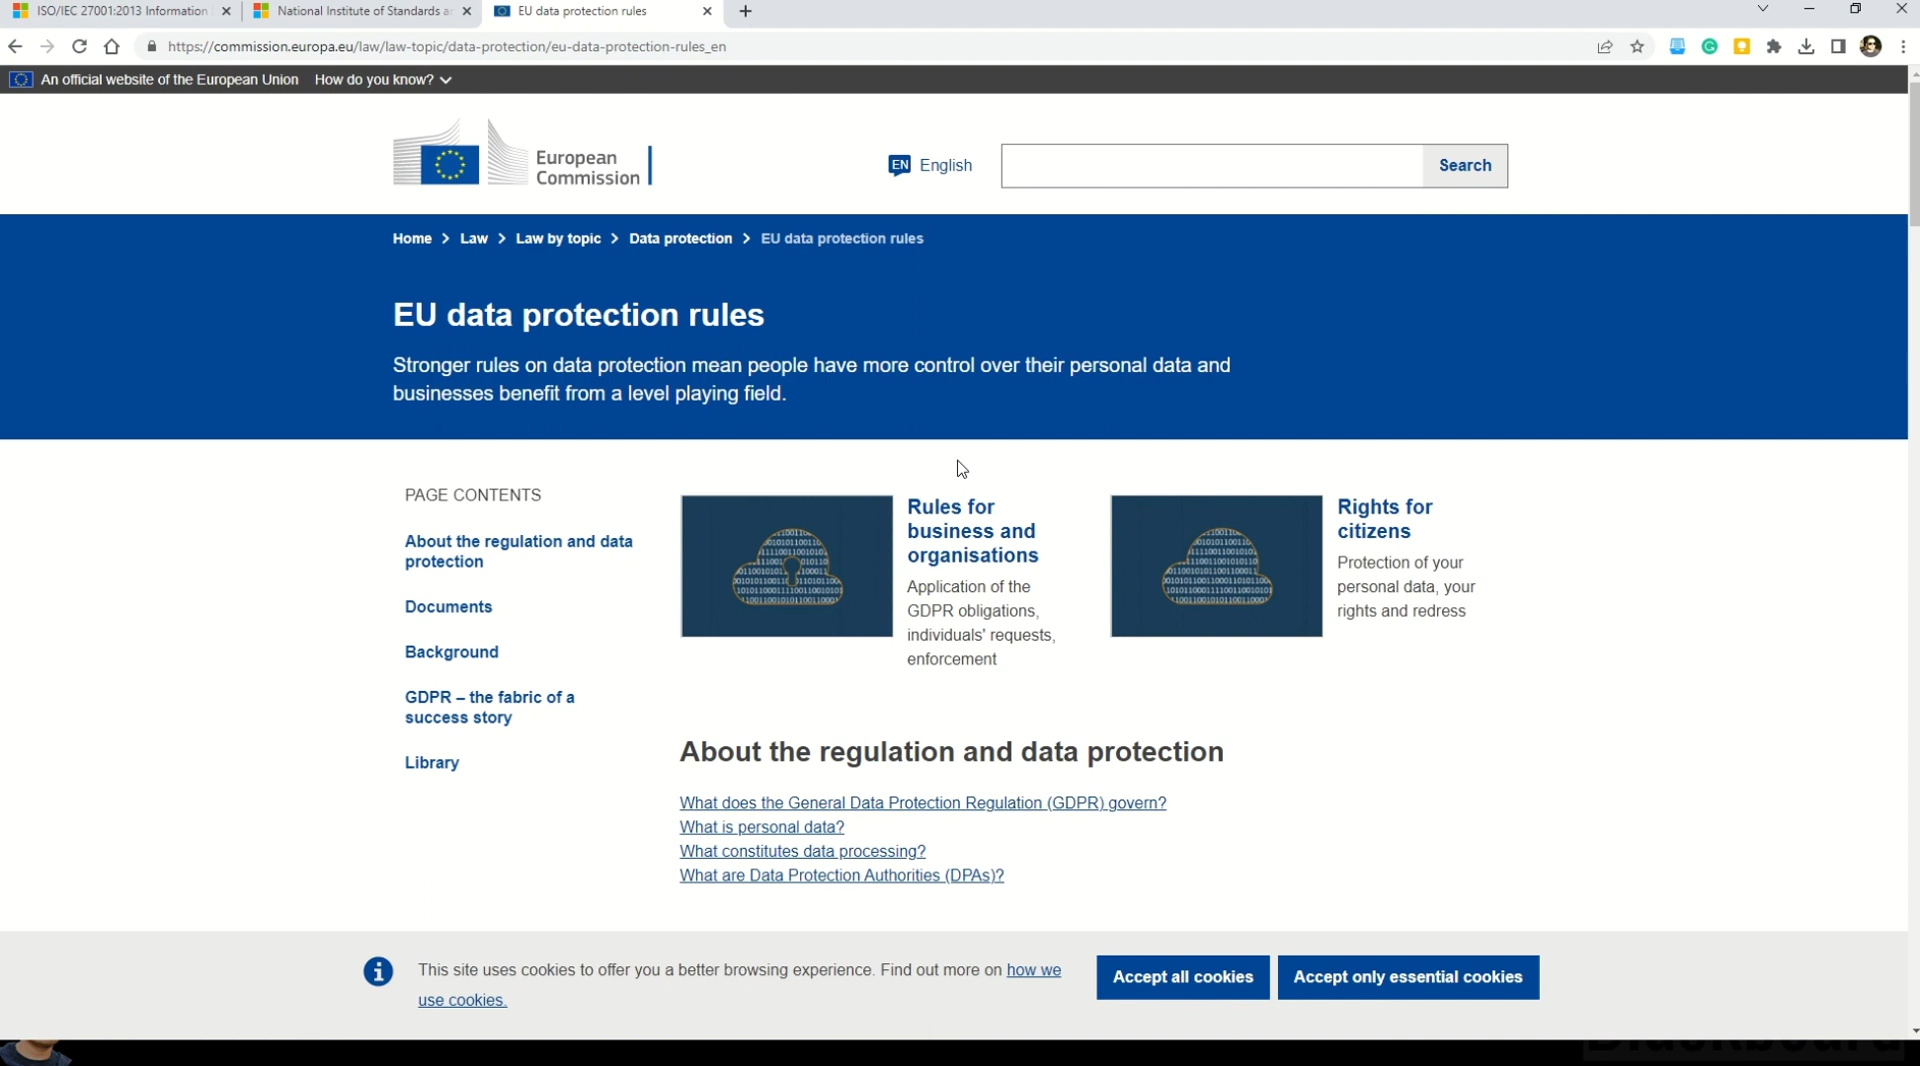 ISO/IEC 27001:2013 Information
National Institute of Standards
EU data protection rules
https://commission.europa.eu/law/law-topic/data-protection/eu-data-protection-rules_en
An official website of the European Union How do you know?
European
Commission
EN English
Search
Home > Law > Law by topic > Data protection > EU data protection rules
EU data protection rules
Stronger rules on data protection mean people have more control over their personal data and
businesses benefit from a level playing field.
PAGE CONTENTS
About the regulation and data
protection
Documents
Background
GDPR – the fabric of a
success story
Library
Rules for
business and
organisations
Application of the
GDPR obligations,
individuals' requests,
enforcement
Rights for
citizens
Protection of your
personal data, your
rights and redress
About the regulation and data protection
What does the General Data Protection Regulation (GDPR) govern?
What is personal data?
What constitutes data processing?
What are Data Protection Authorities (DPAs)?
This site uses cookies to offer you a better browsing experience. Find out more on how we
use cookies.
Accept all cookies
Accept only essential cookies